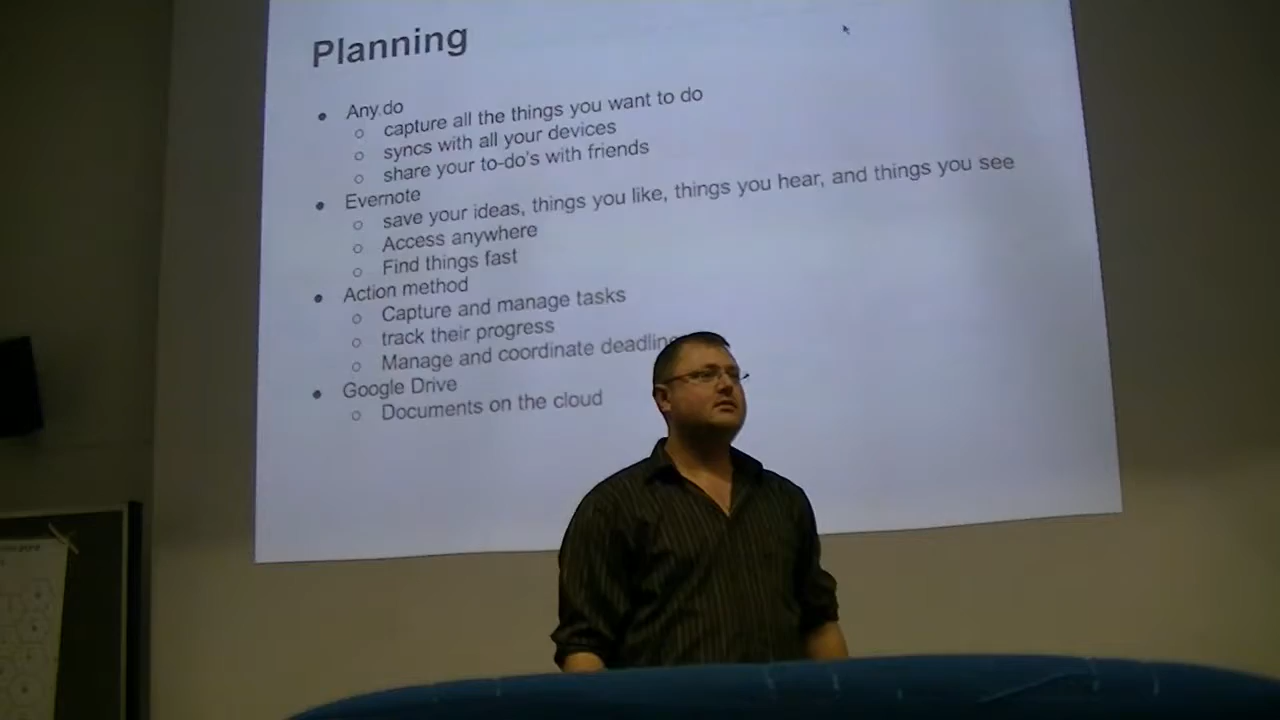 Planning
Any.do
capture all the things you want to do
syncs with all your devices
share your to-do's with friends
Evernote
save your ideas, things you like, things you hear, and things you see
Access anywhere
Find things fast
Action method
Capture and manage tasks
track their progress
Manage and coordinate
Google Drive
Documents on the cloud